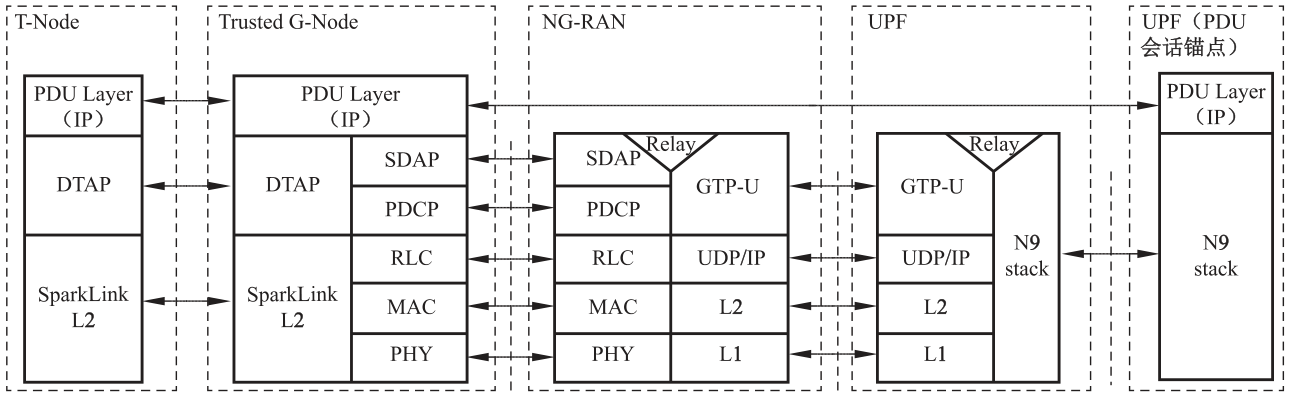 T-Node
PDU Layer
（IP）
DTAP
SparkLink
L2
Trusted G-Node
PDU Layer
（IP）
DTAP
SparkLink
L2
SDAP
PDCP
RLC
MAC
PHY
NG-RAN
Relay
SDAP
PDCP
RLC
MAC
PHY
GTP-U
UDP/IP
L2
L1
UPF
Relay
GTP-U
UDP/IP
L2
L1
N9
stack
UPF（PDU
会话锚点）
PDU Layer
（IP）
N9
stack